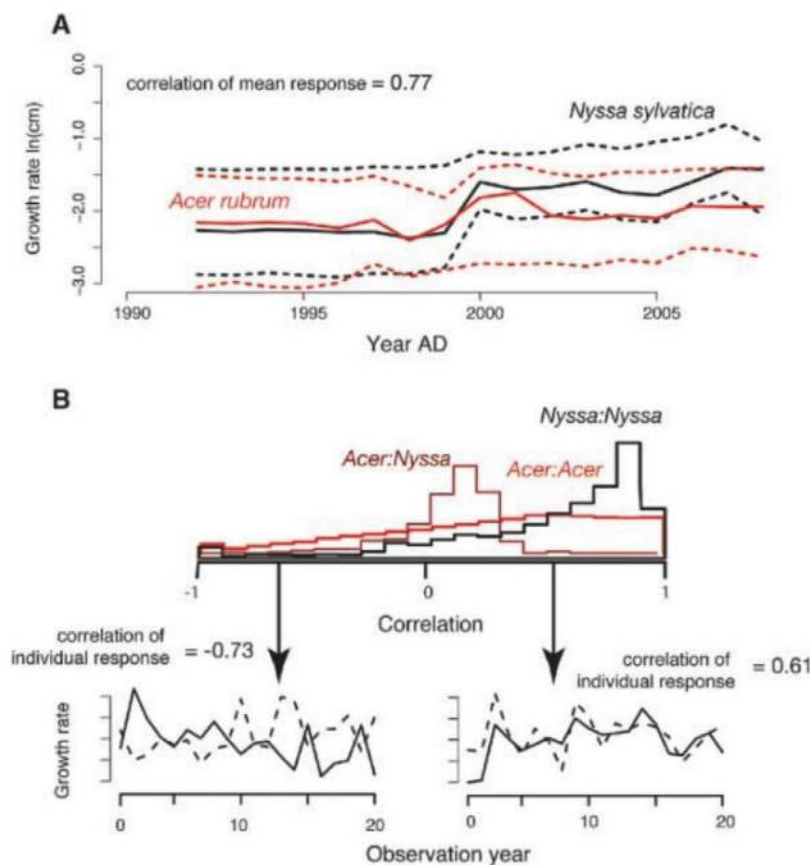 A
correlation of mean response = 0.77
Nyssa sylvatica
Acer rubrum
Growth rate ln(cm)
0.0
-1.0
-2.0
-3.0
1990 1995 2000 2005
Year AD
B
Nyssa:Nyssa
Acer:Nyssa
Acer:Acer
-1 0 1
Correlation
correlation of
individual response = -0.73
correlation of
individual response = 0.61
Growth rate
0 10 20
0 10 20
Observation year